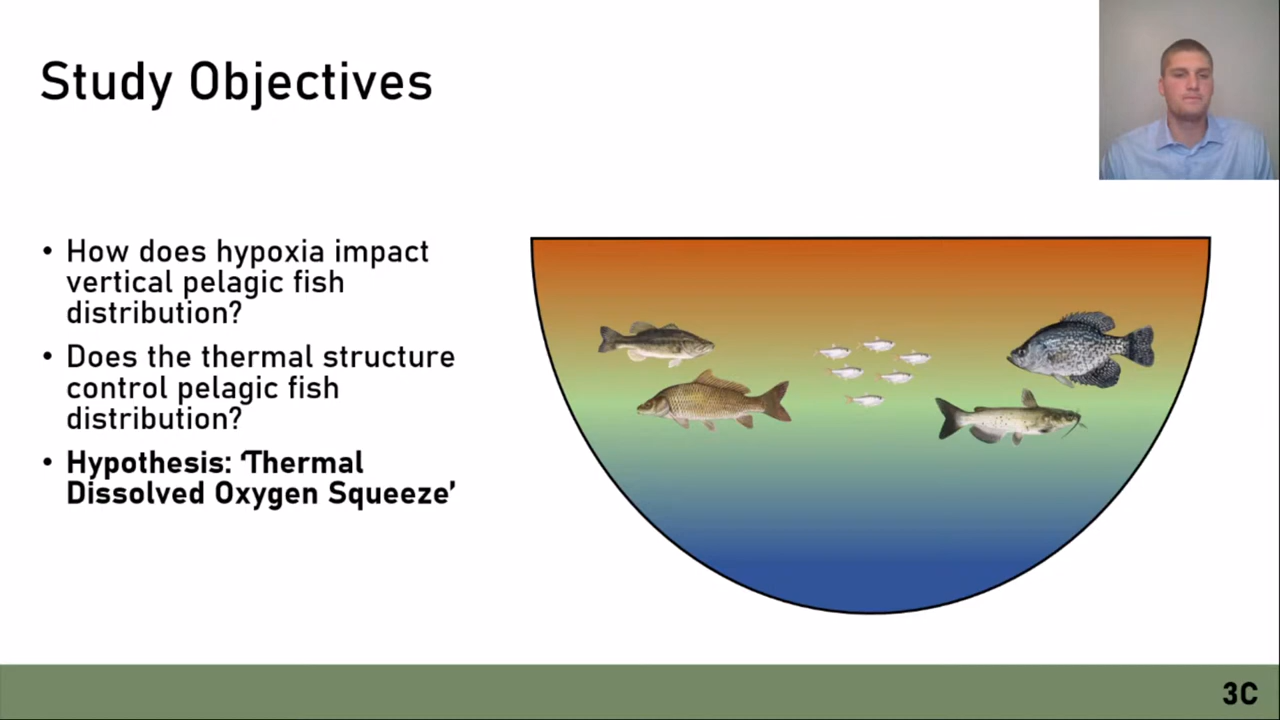 Study Objectives
• How does hypoxia impact
vertical pelagic fish
distribution?
• Does the thermal structure
control pelagic fish
distribution?
• Hypothesis: ‘Thermal
Dissolved Oxygen Squeeze’
3C